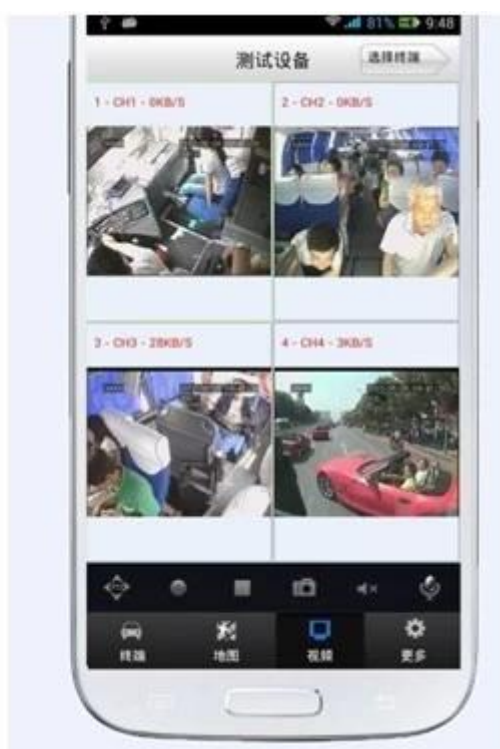 81% 9:48
测试设备 选择终端
1 - CH1 - 0KB/S
2 - CH2 - 0KB/S
3 - CH3 - 28KB/S
4 - CH4 - 3KB/S
终端 地图 视频 更多